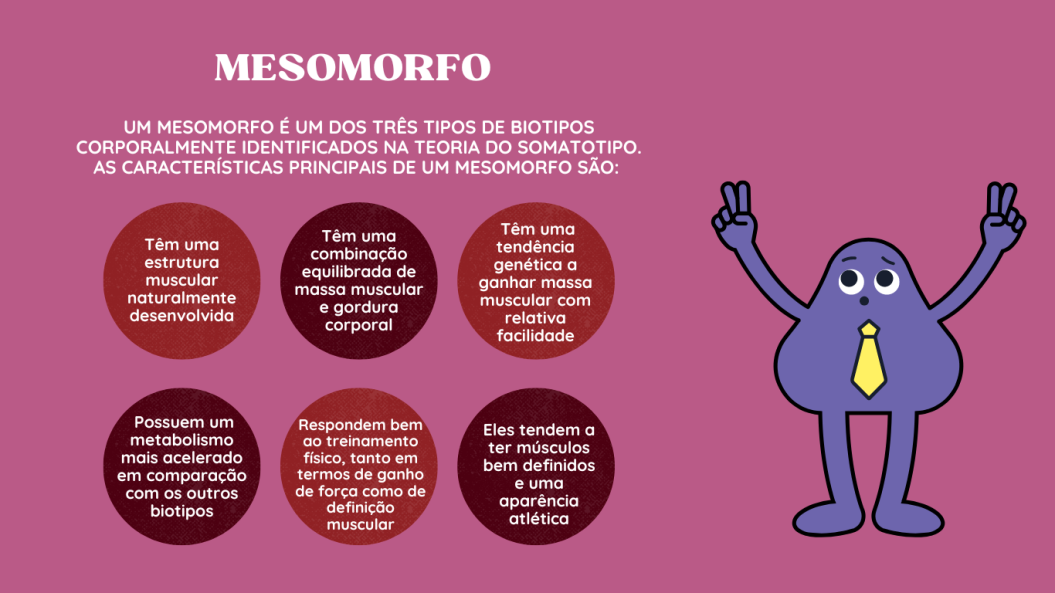 MESOMORFO
UM MESOMORFO É UM DOS TRÊS TIPOS DE BIOTIPOS
CORPORALMENTE IDENTIFICADOS NA TEORIA DO SOMATOTIPO.
AS CARACTERÍSTICAS PRINCIPAIS DE UM MESOMORFO SÃO:
Têm uma
estrutura
muscular
naturalmente
desenvolvida
Têm uma
combinação
equilibrada de
massa muscular
e gordura
corporal
Têm uma
tendência
genética a
ganhar massa
muscular com
relativa
facilidade
Possuem um
metabolismo
mais acelerado
em comparação
com os outros
biotipos
Respondem bem
ao treinamento
físico, tanto em
termos de ganho
de força como de
definição
muscular
Eles tendem a
ter músculos
bem definidos
e uma
aparência
atlética